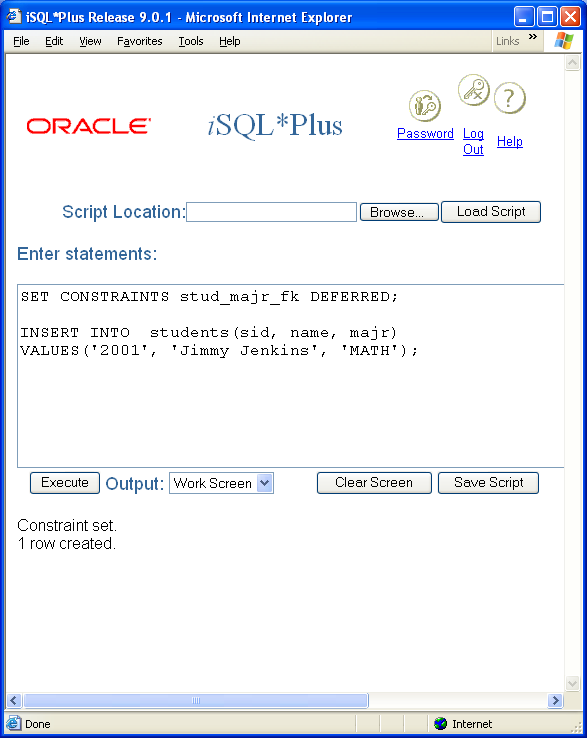 iSQL*Plus Release 9.0.1 - Microsoft Internet Explorer
File Edit View Favorites Tools Help Links »
ORACLE
iSQL*Plus
Password Log Out Help
Script Location: Browse... Load Script
Enter statements:
SET CONSTRAINTS stud_majr_fk DEFERRED;
INSERT INTO  students(sid, name, majr)
VALUES('2001', 'Jimmy Jenkins', 'MATH');
Execute Output: Work Screen Clear Screen Save Script
Constraint set.
1 row created.
Done Internet